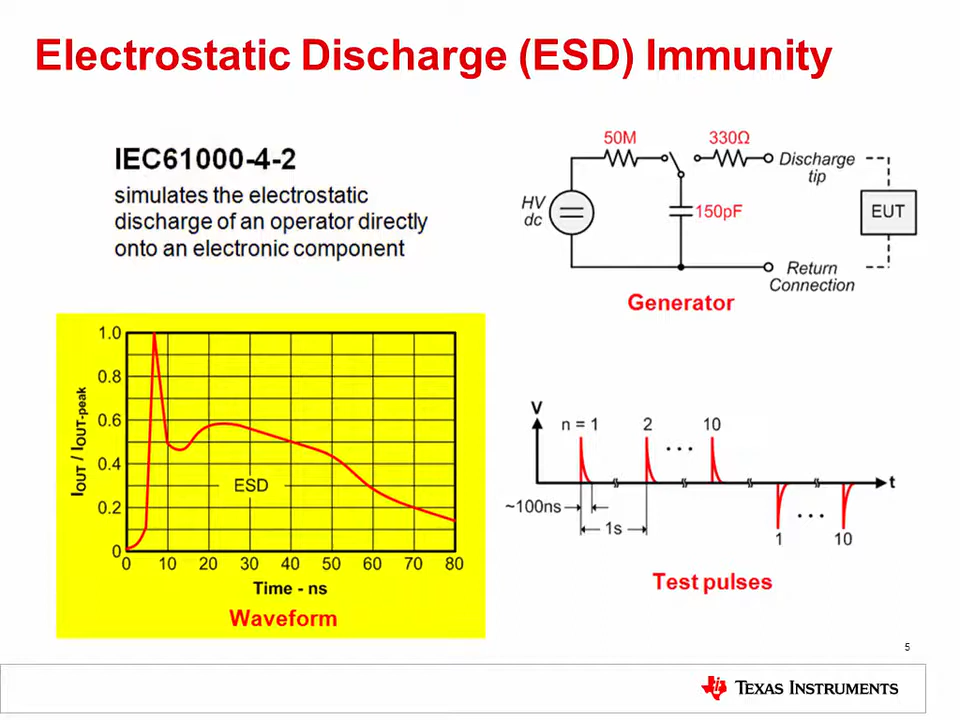 Electrostatic Discharge (ESD) Immunity
IEC61000-4-2
simulates the electrostatic
discharge of an operator directly
onto an electronic component
50M
330Ω
Discharge
tip
HV
dc
150pF
EUT
Return
Connection
Generator
1.0
0.8
0.6
0.4
0.2
0
IOUT / IOUT-peak
ESD
0 10 20 30 40 50 60 70 80
Time - ns
Waveform
V
n = 1 2 10
t
~100ns
1s
1 10
Test pulses
5
TEXAS INSTRUMENTS